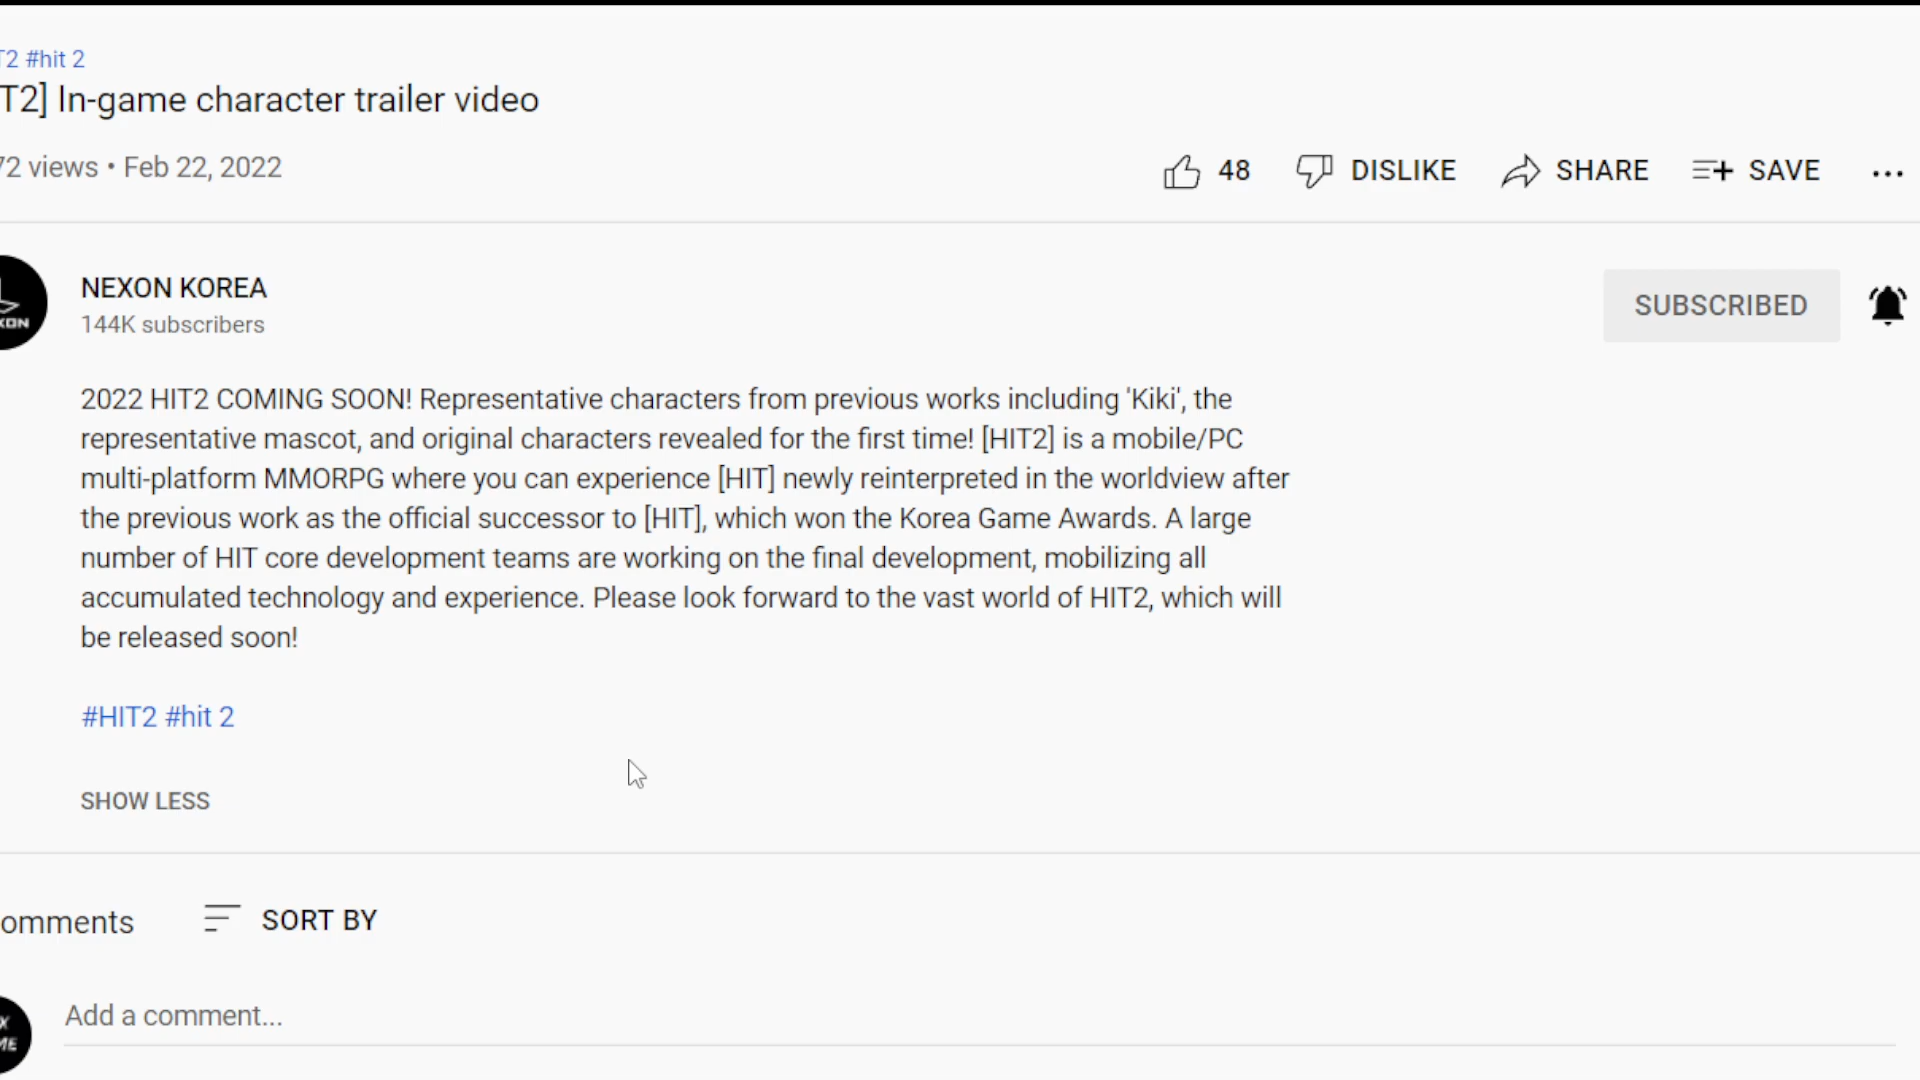 T2 #hit 2
T2] In-game character trailer video
72 views • Feb 22, 2022
48 DISLIKE SHARE SAVE ...
NEXON KOREA
144K subscribers
SUBSCRIBED
2022 HIT2 COMING SOON! Representative characters from previous works including 'Kiki', the
representative mascot, and original characters revealed for the first time! [HIT2] is a mobile/PC
multi-platform MMORPG where you can experience [HIT] newly reinterpreted in the worldview after
the previous work as the official successor to [HIT], which won the Korea Game Awards. A large
number of HIT core development teams are working on the final development, mobilizing all
accumulated technology and experience. Please look forward to the vast world of HIT2, which will
be released soon!
#HIT2 #hit 2
SHOW LESS
omments SORT BY
Add a comment...